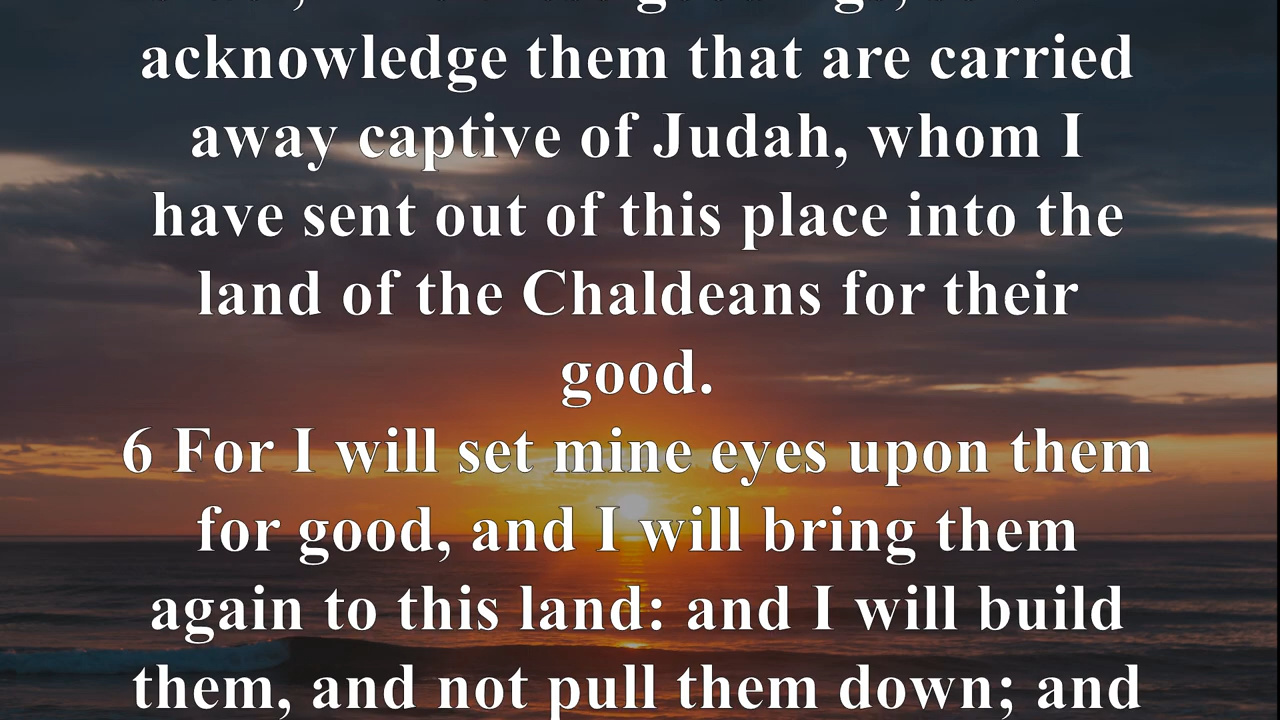 acknowledge them that are carried
away captive of Judah, whom I
have sent out of this place into the
land of the Chaldeans for their
good.
6 For I will set mine eyes upon them
for good, and I will bring them
again to this land: and I will build
them, and not pull them down; and